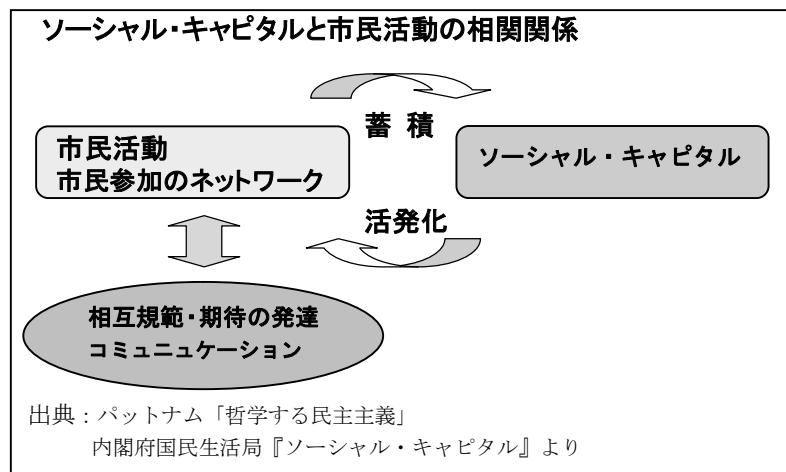 ソーシャル・キャピタルと市民活動の相関関係
蓄 積
市民活動
市民参加のネットワーク
ソーシャル・キャピタル
活発化
相互規範・期待の発達
コミュニュケーション
出典：パットナム「哲学する民主主義」
内閣府国民生活局『ソーシャル・キャピタル』より